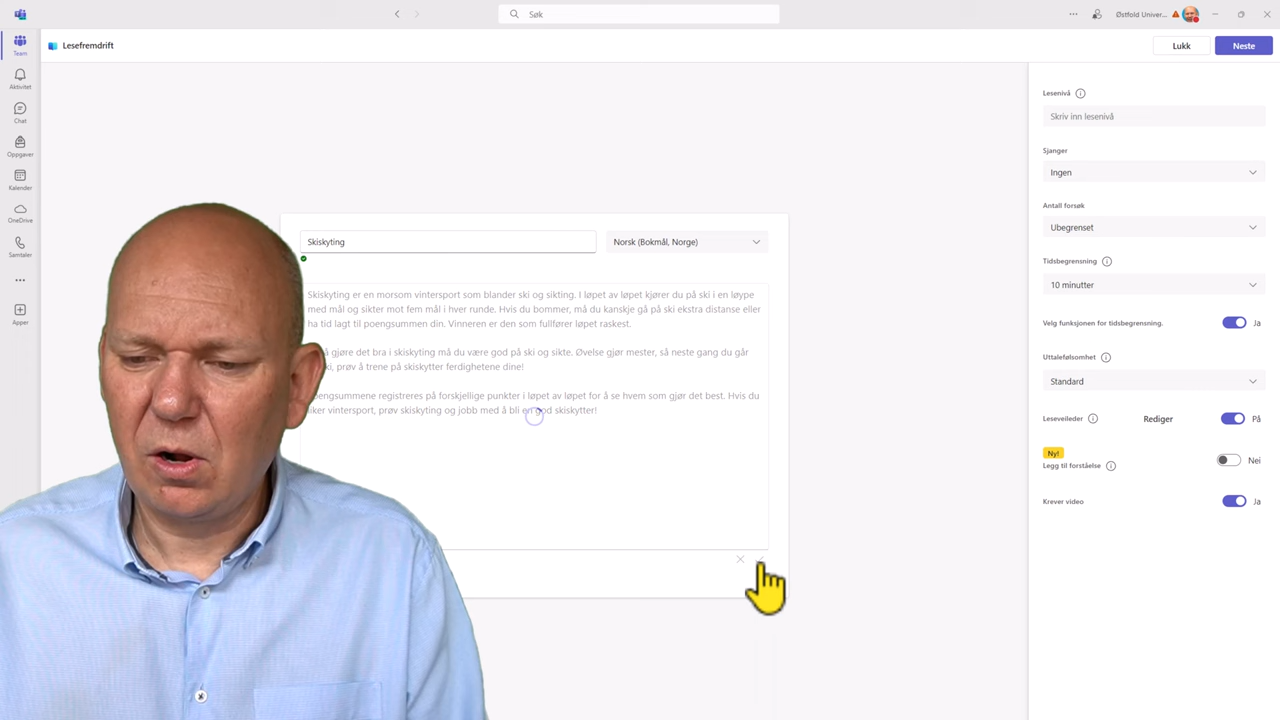 Søk
Østfold Univer...
Team
Lesefremdrift
Lukk
Neste
Aktivitet
Chat
Oppgaver
Kalender
OneDrive
Samtaler
Apper
Skiskyting
Norsk (Bokmål, Norge)
Skiskyting er en morsom vintersport som blander ski og sikting. I løpet av løpet kjører du på ski i en løype
med mål og sikter mot fem mål i hver runde. Hvis du bommer, må du kanskje gå på ski ekstra distanse eller
ha tid lagt til poengsummen din. Vinneren er den som fullfører løpet raskest.
gjøre det bra i skiskyting må du være god på ski og sikte. Øvelse gjør mester, så neste gang du går
ki, prøv å trene på skiskytter ferdighetene dine!
engsummene registreres på forskjellige punkter i løpet av løpet for å se hvem som gjør det best. Hvis du
liker vintersport, prøv skiskyting og jobb med å bli en god skiskytter!
Lesenivå
Skriv inn lesenivå
Sjanger
Ingen
Antall forsøk
Ubegrenset
Tidsbegrensning
10 minutter
Velg funksjonen for tidsbegrensning.
Ja
Uttalefølsomhet
Standard
Leseveileder
Rediger
På
Ny!
Legg til forståelse
Nei
Krever video
Ja